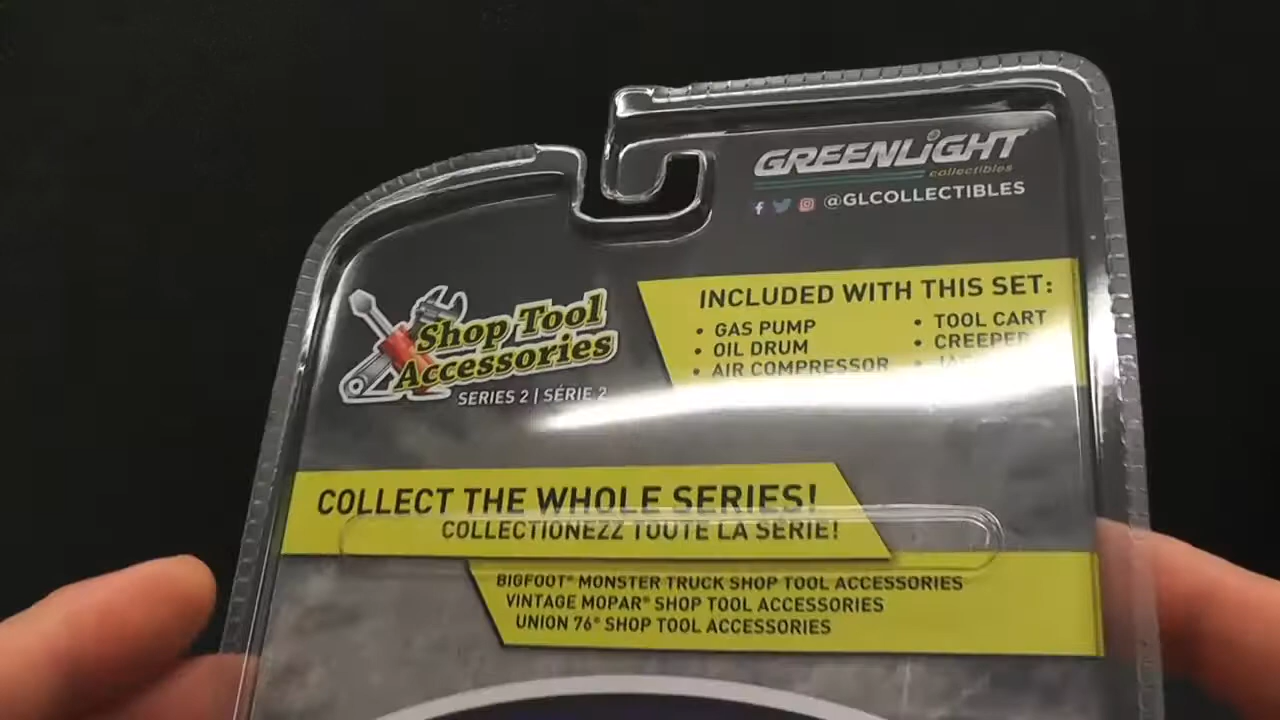 GREENLIGHT
collectibles
@GLCOLLECTIBLES
Shop Tool
Accessories
SERIES 2 | SÉRIE 2
INCLUDED WITH THIS SET:
• GAS PUMP
• OIL DRUM
• AIR COMPRESSOR
• TOOL CART
• CREEPER
COLLECT THE WHOLE SERIES!
COLLECTIONEZZ TOUTE LA SÉRIE!
BIGFOOT® MONSTER TRUCK SHOP TOOL ACCESSORIES
VINTAGE MOPAR® SHOP TOOL ACCESSORIES
UNION 76® SHOP TOOL ACCESSORIES